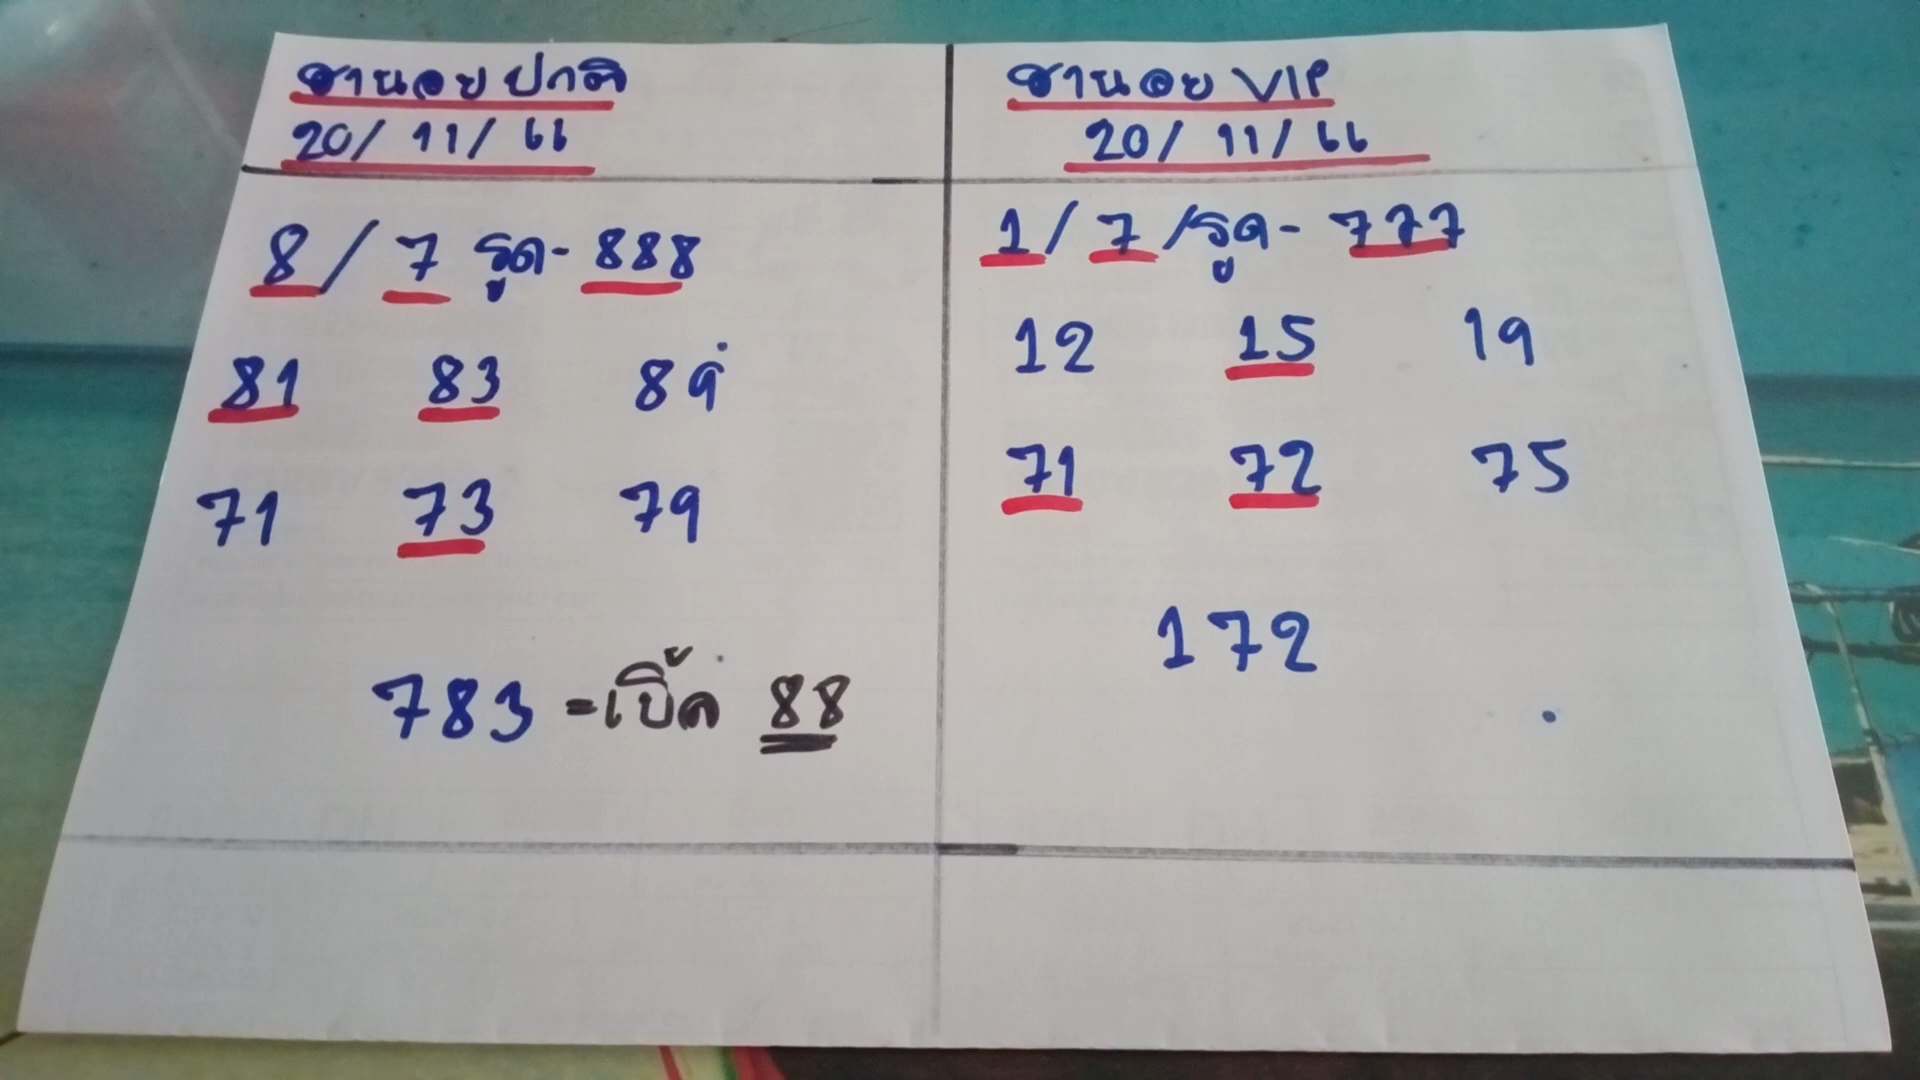 ฮานอย ปกติ
20/ 11/ 66
8 / 7 รูด- 888
81 83 89
71 73 79
783 =เบิ้ล 88
ฮานอย VIP
20/ 11/ 66
1 / 7 /รูด - 777
12 15 19
71 72 75
172